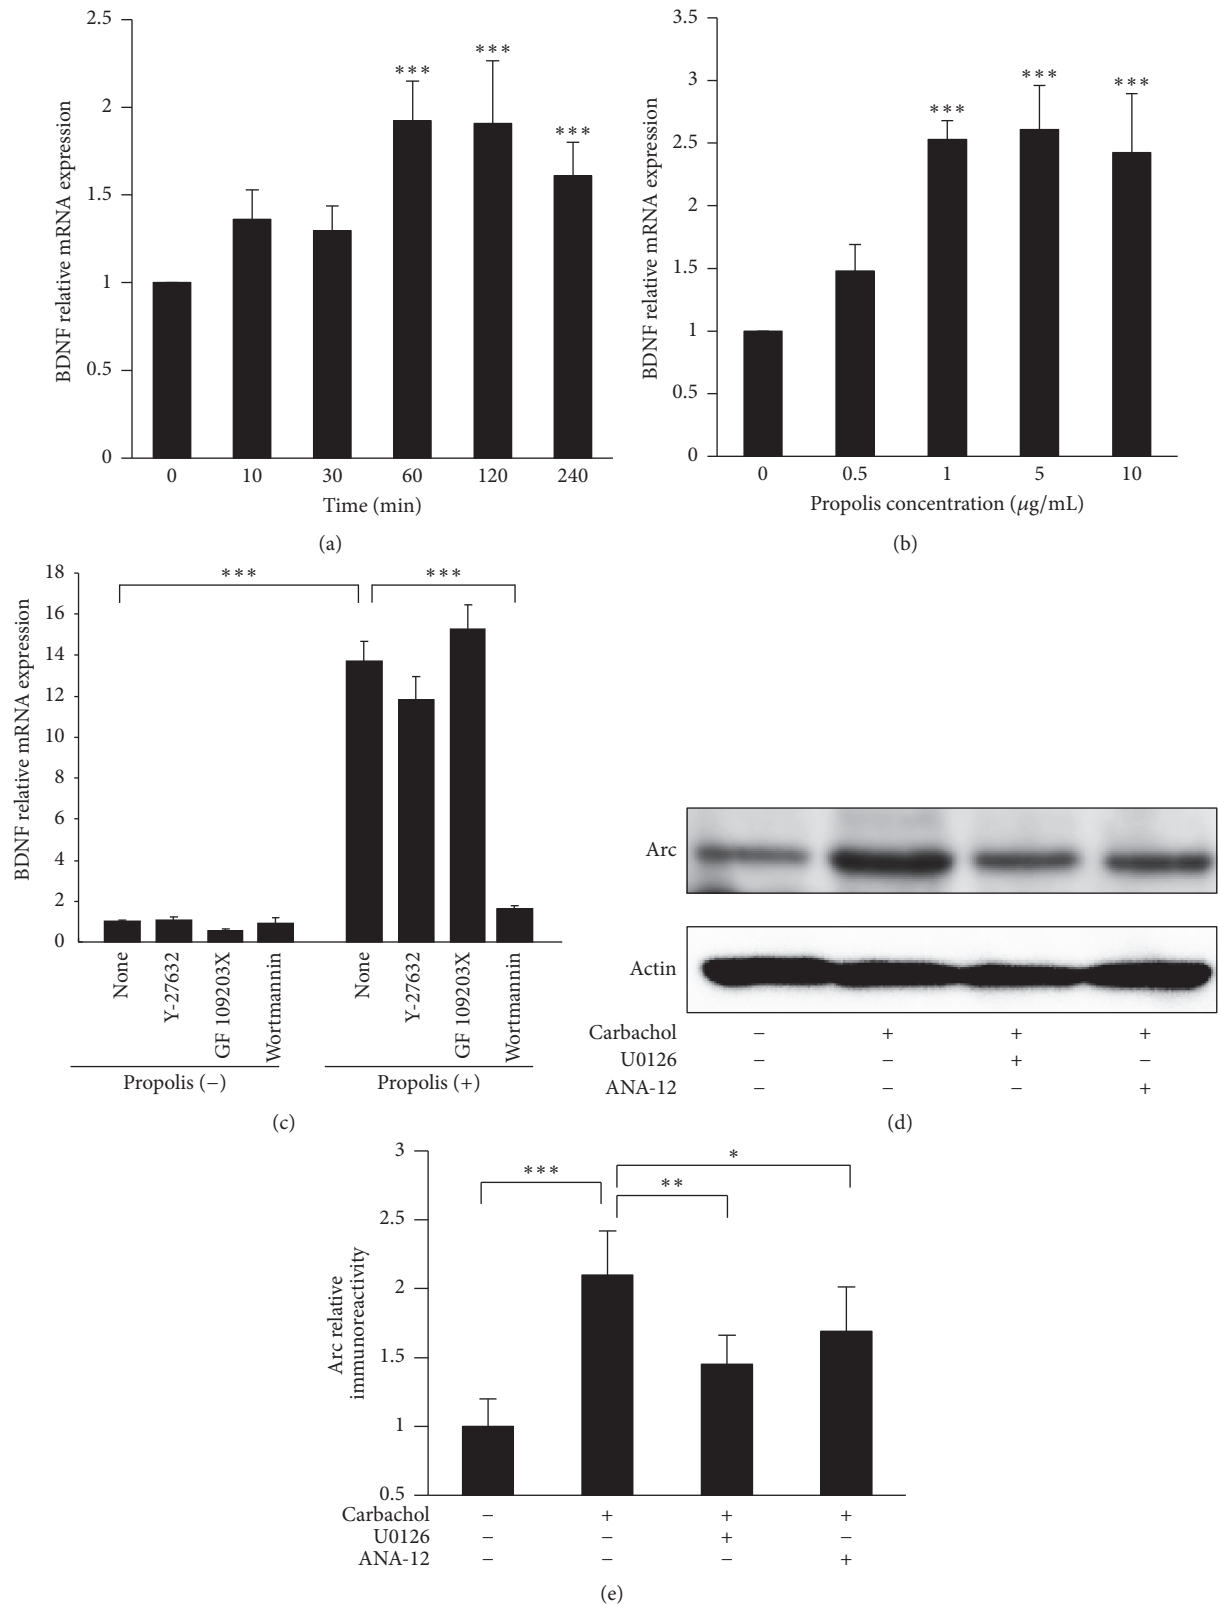 2.5
2
1.5
1
0.5
0
BDNF relative mRNA expression
*** *** ***
0 10 30 60 120 240
Time (min)
(a)
3.5
3
2.5
2
1.5
1
0.5
0
BDNF relative mRNA expression
*** *** ***
0 0.5 1 5 10
Propolis concentration (μg/mL)
(b)
18
16
14
12
10
8
6
4
2
0
BDNF relative mRNA expression
*** ***
None
Y-27632
GF 109203X
Wortmannin
None
Y-27632
GF 109203X
Wortmannin
Propolis (−) Propolis (+)
(c)
Arc
Actin
Carbachol − + + +
U0126 − − + −
ANA-12 − − − +
(d)
3
2.5
2
1.5
1
0.5
Arc relative
immunoreactivity
*** ** *
Carbachol − + + +
U0126 − − + −
ANA-12 − − − +
(e)